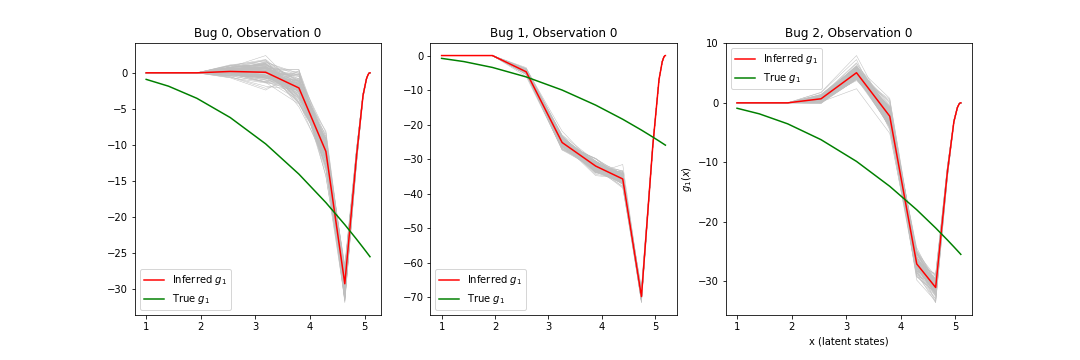 Bug 0, Observation 0
0
−5
−10
−15
−20
−25
−30
1 2 3 4 5
Inferred g₁
True g₁
Bug 1, Observation 0
0
−10
−20
−30
−40
−50
−60
−70
1 2 3 4 5
Inferred g₁
True g₁
Bug 2, Observation 0
g₁(x)
10
0
−10
−20
−30
1 2 3 4 5
x (latent states)
Inferred g₁
True g₁